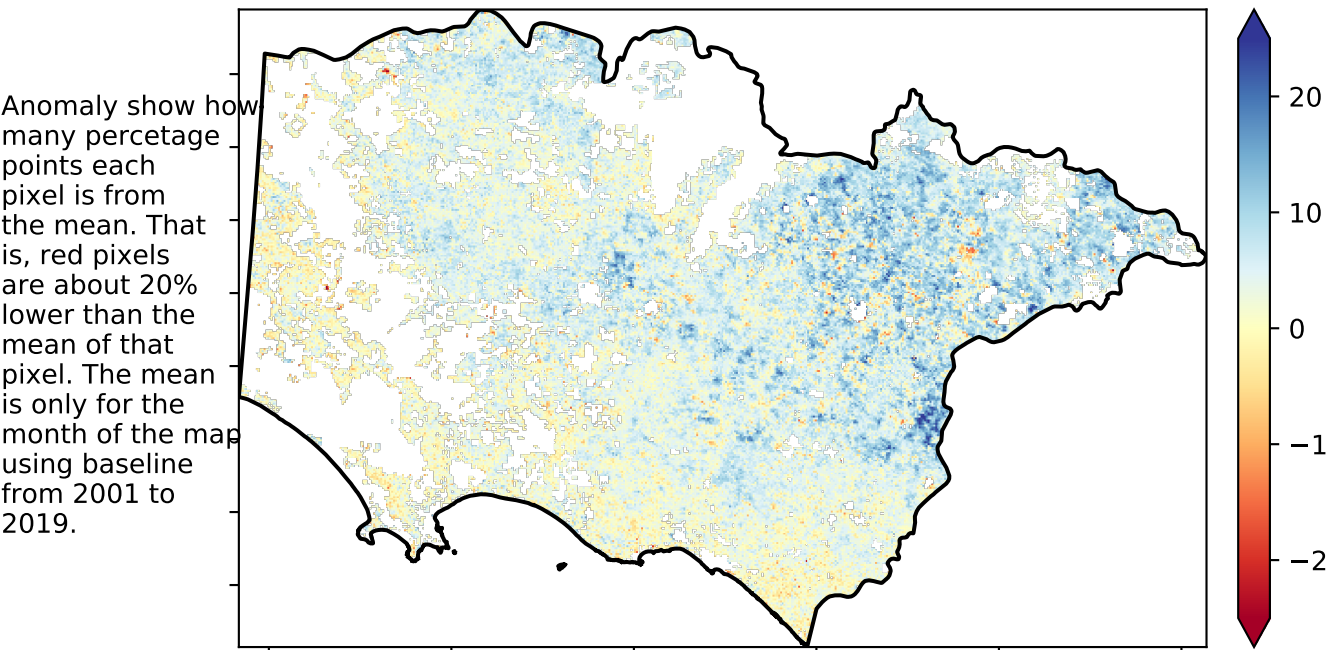 Anomaly show how
many percetage
points each
pixel is from
the mean. That
is, red pixels
are about 20%
lower than the
mean of that
pixel. The mean
is only for the
month of the map
using baseline
from 2001 to
2019.
20
10
0
−1
−2